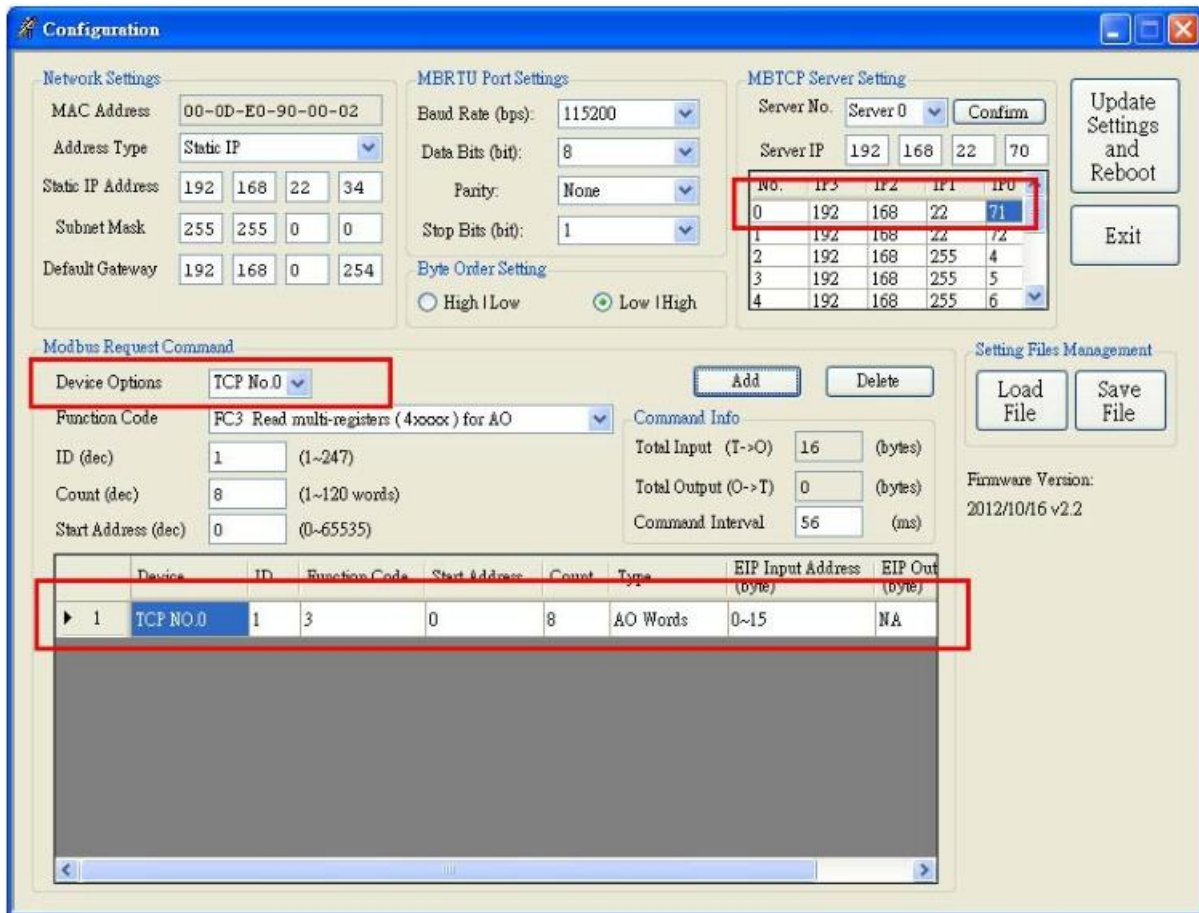 Configuration
Network Settings
MAC Address 00-0D-E0-90-00-02
Address Type Static IP
Static IP Address 192 168 22 34
Subnet Mask 255 255 0 0
Default Gateway 192 168 0 254
MBRTU Port Settings
Baud Rate (bps): 115200
Data Bits (bit): 8
Parity: None
Stop Bits (bit): 1
Byte Order Setting
High | Low Low | High
MBTCP Server Setting
Server No. Server 0 Confirm
Server IP 192 168 22 70
No. IP3 IP2 IP1 IP0
0 192 168 22 71
1 192 168 22 72
2 192 168 255 4
3 192 168 255 5
4 192 168 255 6
Update
Settings
and
Reboot
Exit
Modbus Request Command
Device Options TCP No.0
Add Delete
Function Code FC3 Read multi-registers ( 4xxxx ) for AO
ID (dec) 1 (1~247)
Count (dec) 8 (1~120 words)
Start Address (dec) 0 (0~65535)
Command Info
Total Input (T->O) 16 (bytes)
Total Output (O->T) 0 (bytes)
Command Interval 56 (ms)
Setting Files Management
Load
File
Save
File
Firmware Version:
2012/10/16 v2.2
Device ID Function Code Start Address Count Type EIP Input Address
(byte) EIP Out
(byte)
1 TCP NO.0 1 3 0 8 AO Words 0~15 NA